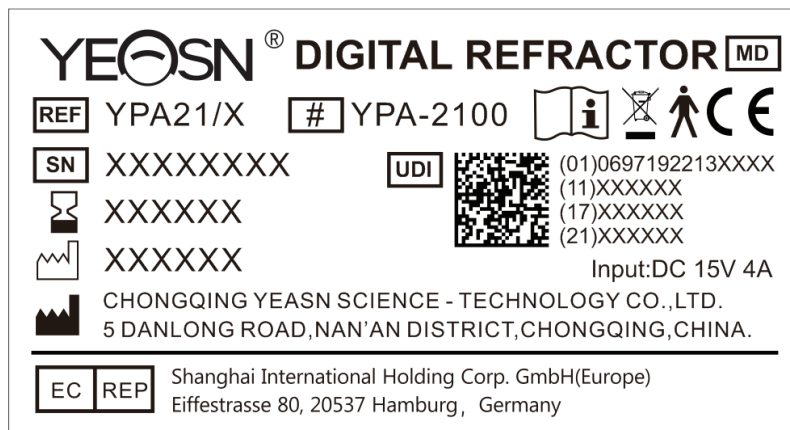 YEASN® DIGITAL REFRACTOR MD
REF YPA21/X # YPA-2100 i CE
SN XXXXXXXX UDI (01)0697192213XXXX
(11)XXXXXX
XXXXXX (17)XXXXXX
(21)XXXXXX
XXXXXX Input:DC 15V 4A
CHONGQING YEASN SCIENCE - TECHNOLOGY CO.,LTD.
5 DANLONG ROAD,NAN'AN DISTRICT,CHONGQING,CHINA.
EC REP Shanghai International Holding Corp. GmbH(Europe)
Eiffestrasse 80, 20537 Hamburg, Germany